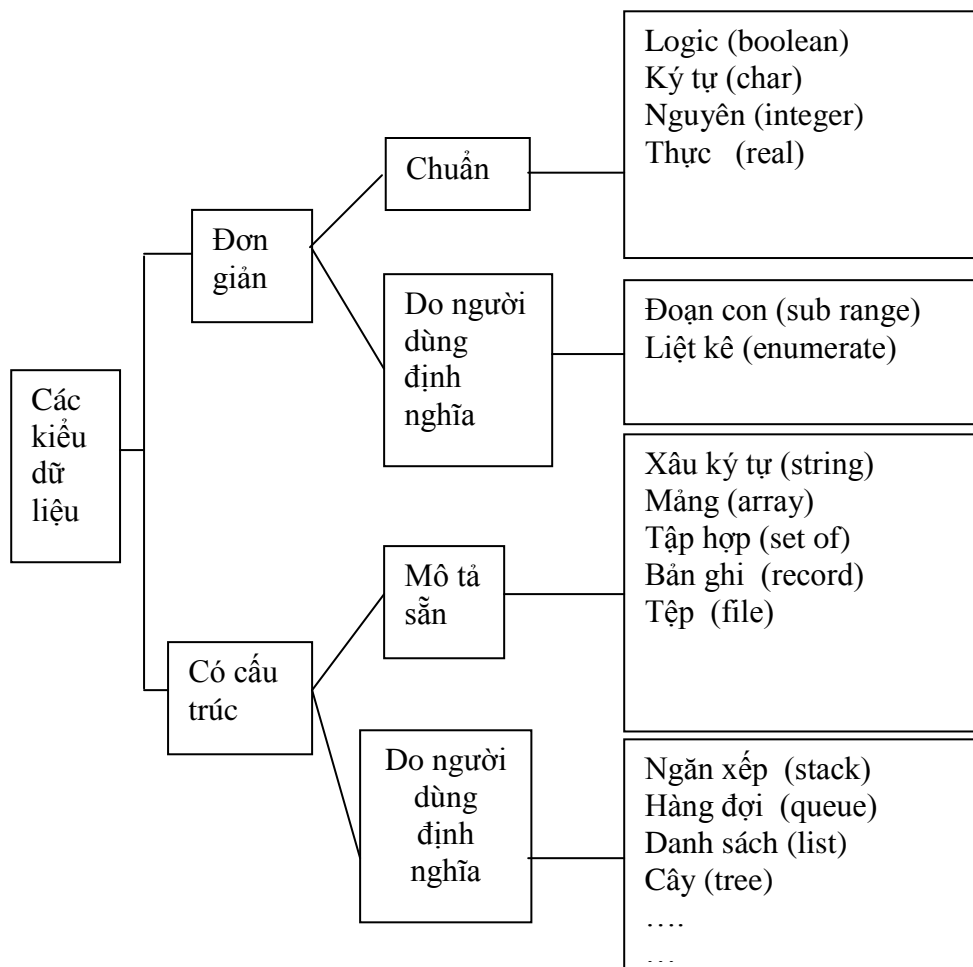 Logic (boolean)
Ký tự (char)
Nguyên (integer)
Thực (real)
Chuẩn
Đơn
giản
Do người
dùng
định
nghĩa
Đoạn con (sub range)
Liệt kê (enumerate)
Các
kiểu
dữ
liệu
Xâu ký tự (string)
Mảng (array)
Tập hợp (set of)
Bản ghi (record)
Tệp (file)
Mô tả
sẵn
Có cấu
trúc
Do người
dùng
định
nghĩa
Ngăn xếp (stack)
Hàng đợi (queue)
Danh sách (list)
Cây (tree)
….
…